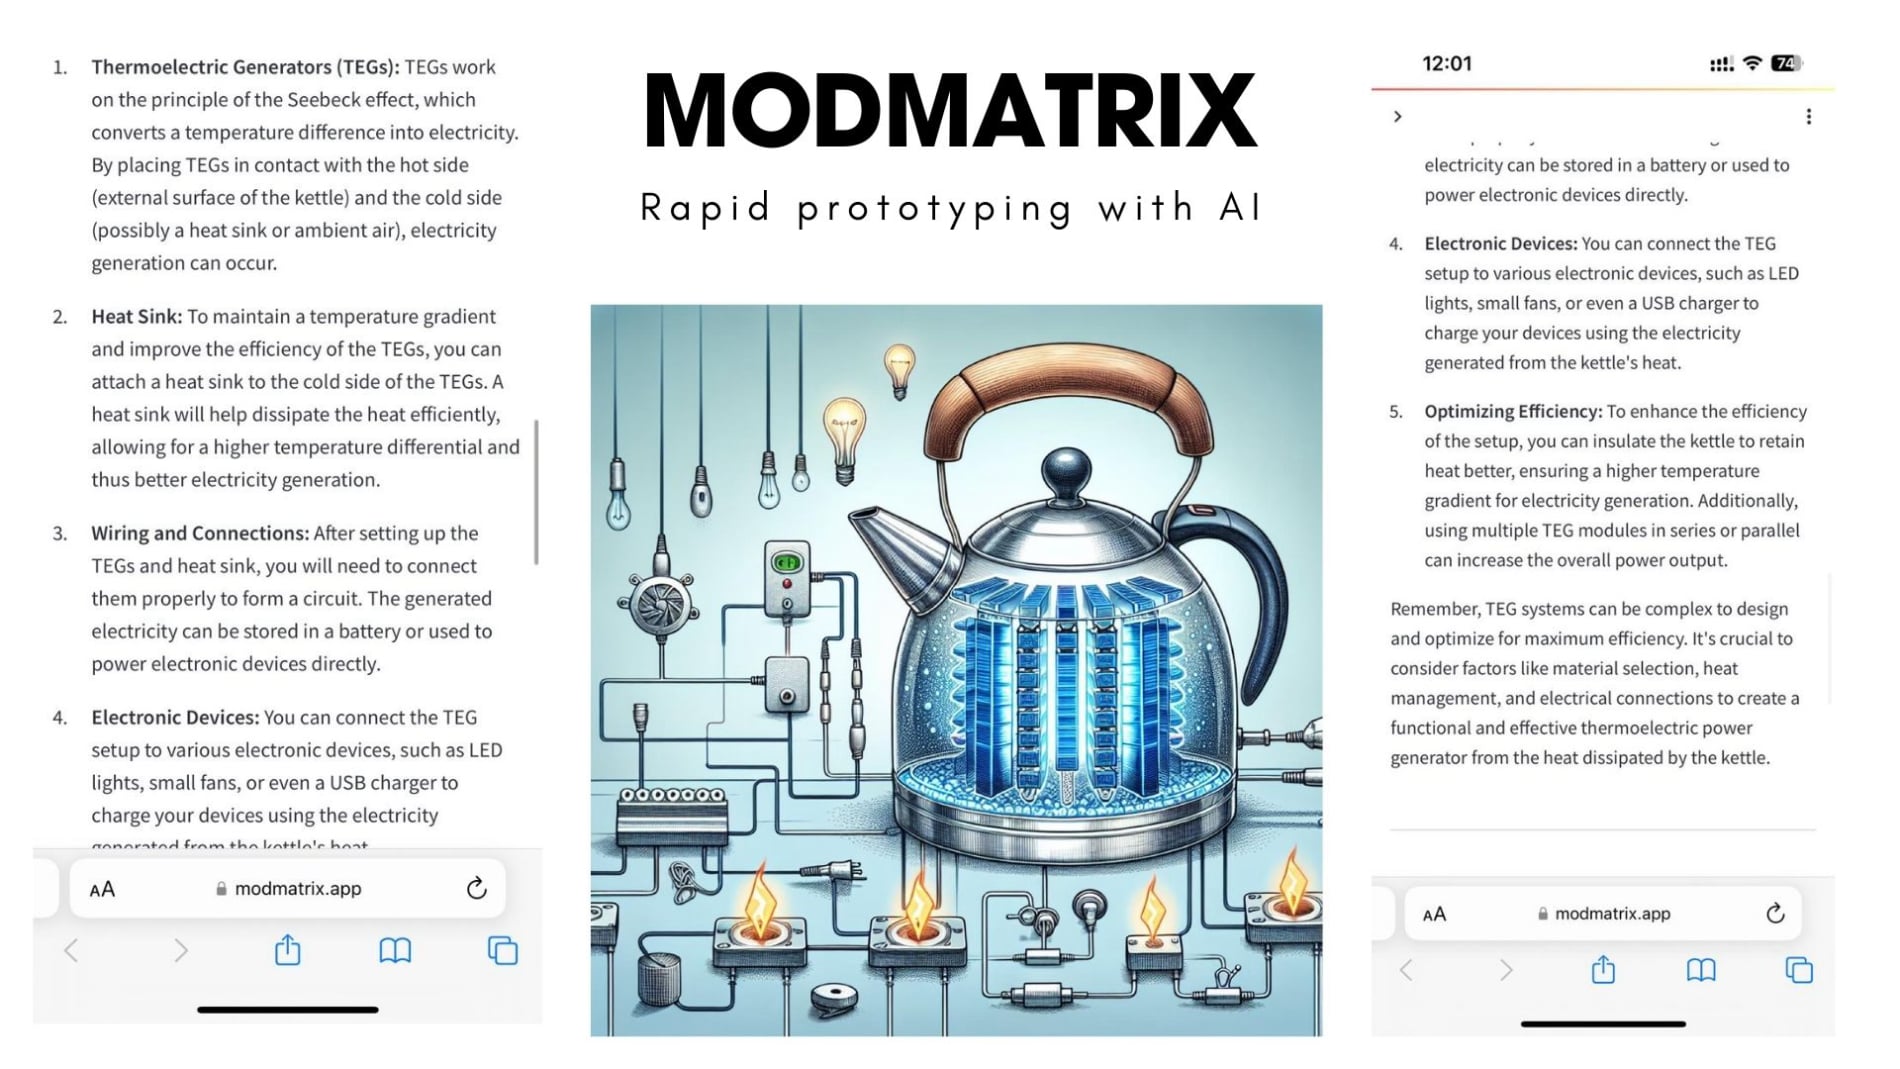 1. Thermoelectric Generators (TEGs): TEGs work
on the principle of the Seebeck effect, which
converts a temperature difference into electricity.
By placing TEGs in contact with the hot side
(external surface of the kettle) and the cold side
(possibly a heat sink or ambient air), electricity
generation can occur.
2. Heat Sink: To maintain a temperature gradient
and improve the efficiency of the TEGs, you can
attach a heat sink to the cold side of the TEGs. A
heat sink will help dissipate the heat efficiently,
allowing for a higher temperature differential and
thus better electricity generation.
3. Wiring and Connections: After setting up the
TEGs and heat sink, you will need to connect
them properly to form a circuit. The generated
electricity can be stored in a battery or used to
power electronic devices directly.
4. Electronic Devices: You can connect the TEG
setup to various electronic devices, such as LED
lights, small fans, or even a USB charger to
charge your devices using the electricity
generated from the kettle's heat
AA modmatrix.app
MODMATRIX
Rapid prototyping with AI
12:01
74
electricity can be stored in a battery or used to
power electronic devices directly.
4. Electronic Devices: You can connect the TEG
setup to various electronic devices, such as LED
lights, small fans, or even a USB charger to
charge your devices using the electricity
generated from the kettle's heat.
5. Optimizing Efficiency: To enhance the efficiency
of the setup, you can insulate the kettle to retain
heat better, ensuring a higher temperature
gradient for electricity generation. Additionally,
using multiple TEG modules in series or parallel
can increase the overall power output.
Remember, TEG systems can be complex to design
and optimize for maximum efficiency. It's crucial to
consider factors like material selection, heat
management, and electrical connections to create a
functional and effective thermoelectric power
generator from the heat dissipated by the kettle.
AA modmatrix.app